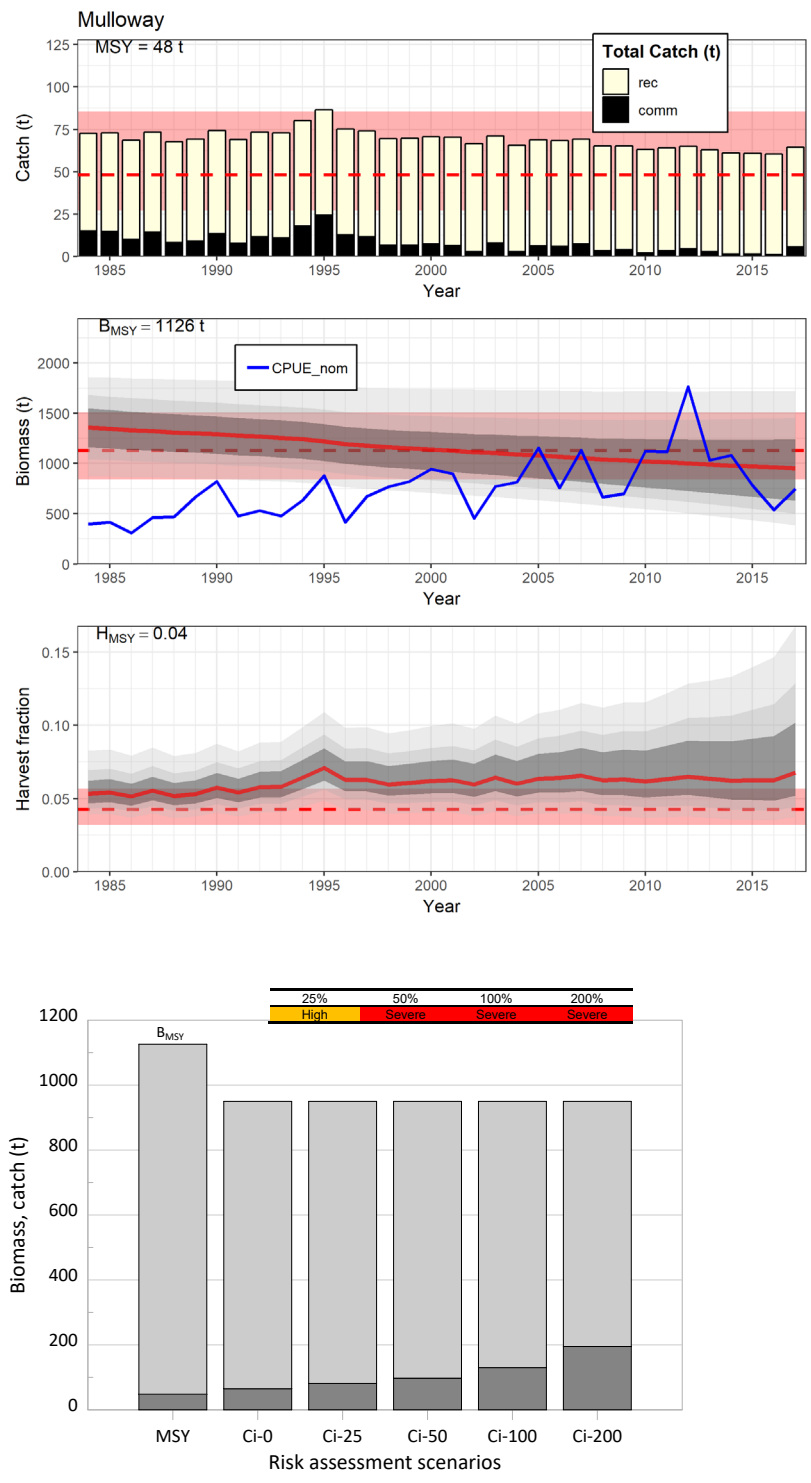 Mulloway
MSY = 48 t
Total Catch (t)
rec
comm
Catch (t)
125
100
75
50
25
0
1985 1990 1995 2000 2005 2010 2015
Year
BMSY = 1126 t
CPUE_nom
Biomass (t)
2000
1500
1000
500
0
1985 1990 1995 2000 2005 2010 2015
Year
HMSY = 0.04
Harvest fraction
0.15
0.10
0.05
0.00
1985 1990 1995 2000 2005 2010 2015
Year
25% 50% 100% 200%
High Severe Severe Severe
BMSY
Biomass, catch (t)
1200
1000
800
600
400
200
0
MSY Ci-0 Ci-25 Ci-50 Ci-100 Ci-200
Risk assessment scenarios